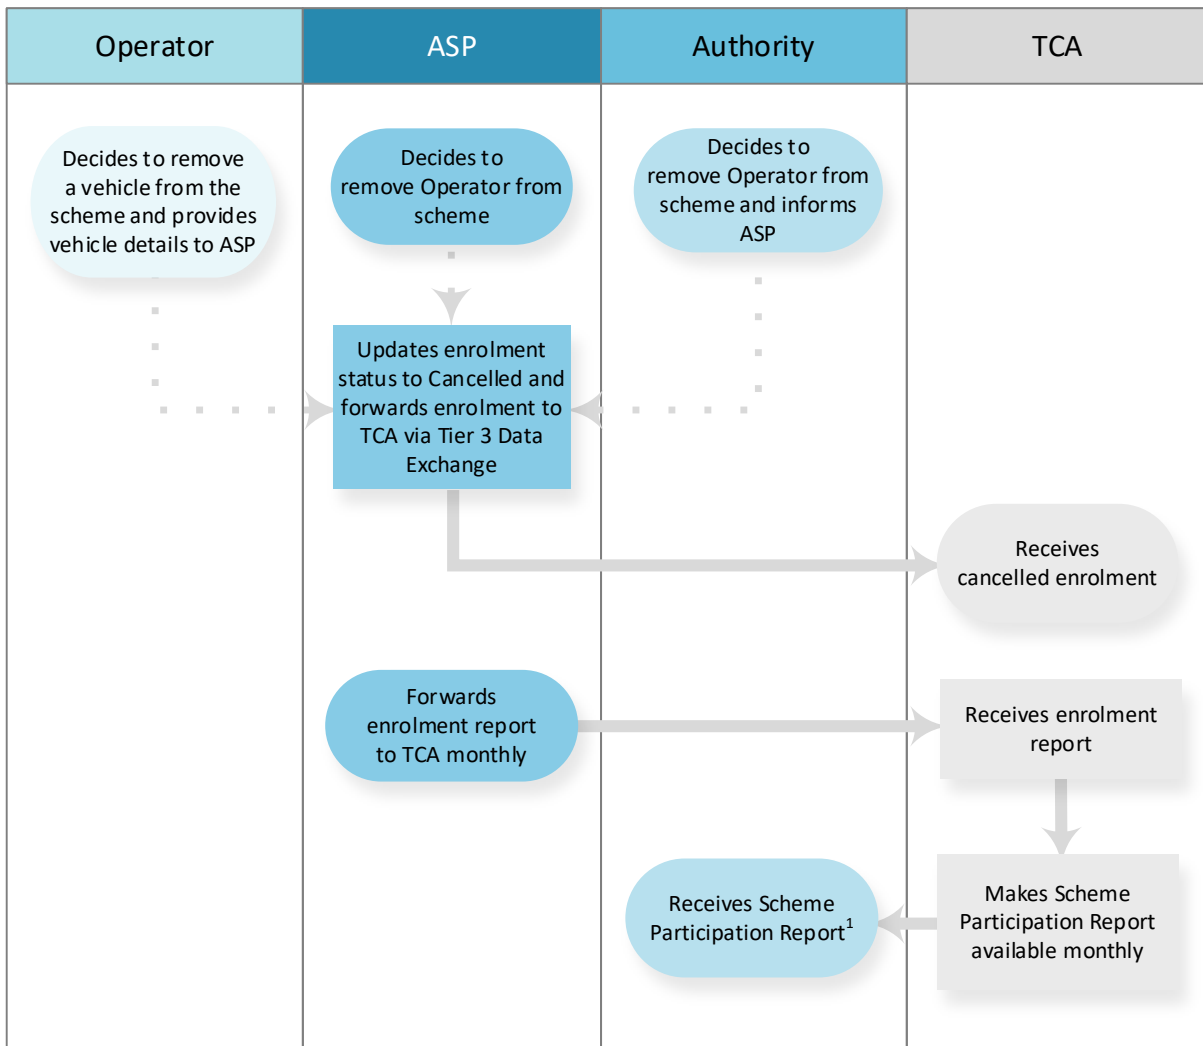 Operator
ASP
Authority
TCA
Decides to remove
a vehicle from the
scheme and provides
vehicle details to ASP
Decides to
remove Operator from
scheme
Decides to
remove Operator from
scheme and informs
ASP
Updates enrolment
status to Cancelled and
forwards enrolment to
TCA via Tier 3 Data
Exchange
Receives
cancelled enrolment
Forwards
enrolment report
to TCA monthly
Receives enrolment
report
Receives Scheme
Participation Report¹
Makes Scheme
Participation Report
available monthly